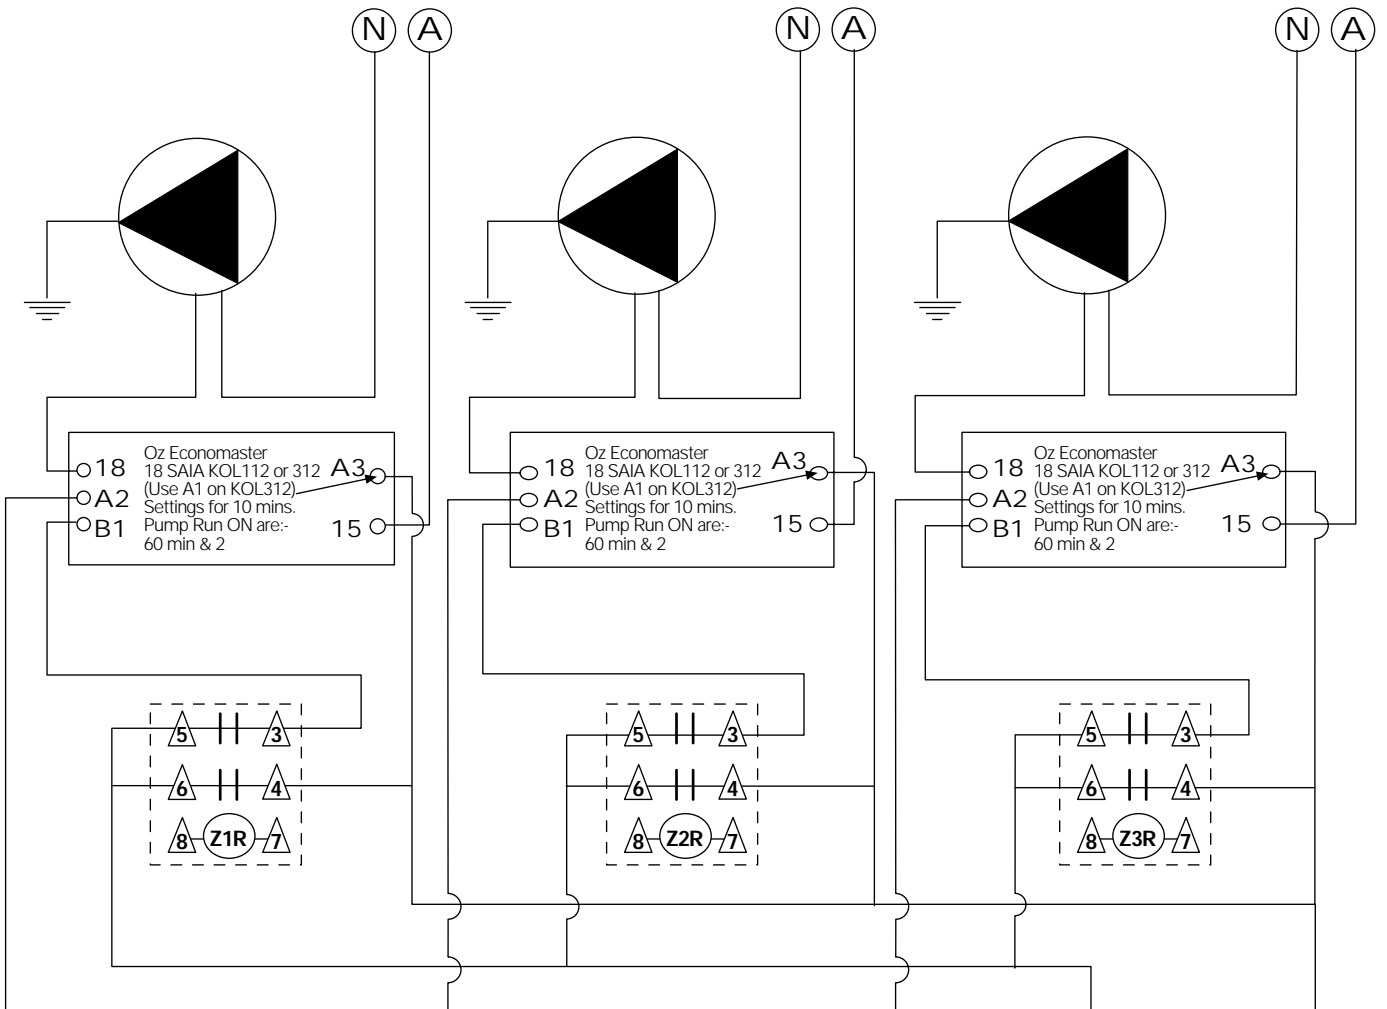 N A
N A
N A
18
A2
B1
Oz Economaster
18 SAIA KOL112 or 312
(Use A1 on KOL312)
Settings for 10 mins.
Pump Run ON are:-
60 min & 2
A3
15
18
A2
B1
Oz Economaster
18 SAIA KOL112 or 312
(Use A1 on KOL312)
Settings for 10 mins.
Pump Run ON are:-
60 min & 2
A3
15
18
A2
B1
Oz Economaster
18 SAIA KOL112 or 312
(Use A1 on KOL312)
Settings for 10 mins.
Pump Run ON are:-
60 min & 2
A3
15
5 3
6 4
8 Z1R 7
5 3
6 4
8 Z2R 7
5 3
6 4
8 Z3R 7